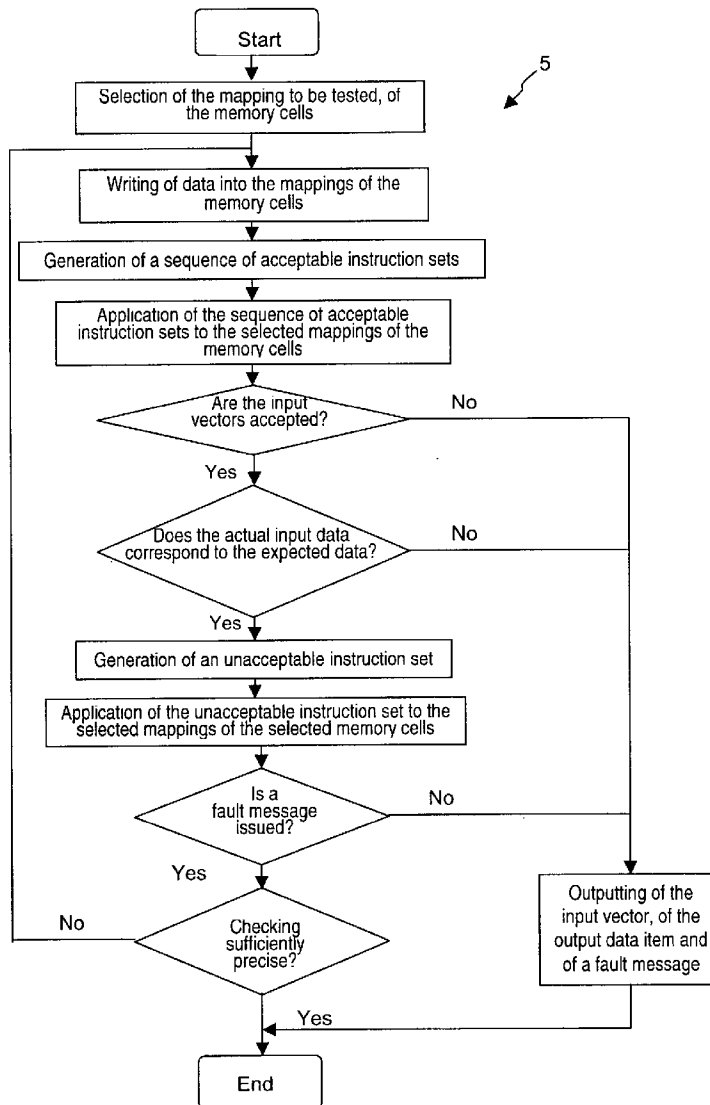 Start
5
Selection of the mapping to be tested, of
the memory cells
Writing of data into the mappings of the
memory cells
Generation of a sequence of acceptable instruction sets
Application of the sequence of acceptable
instruction sets to the selected mappings of the
memory cells
Are the input
vectors accepted?
No
Yes
Does the actual input data
correspond to the expected data?
No
Yes
Generation of an unacceptable instruction set
Application of the unacceptable instruction set to the
selected mappings of the selected memory cells
Is a
fault message
issued?
No
Yes
Checking
sufficiently
precise?
No
Outputting of the
input vector, of the
output data item and
of a fault message
Yes
End